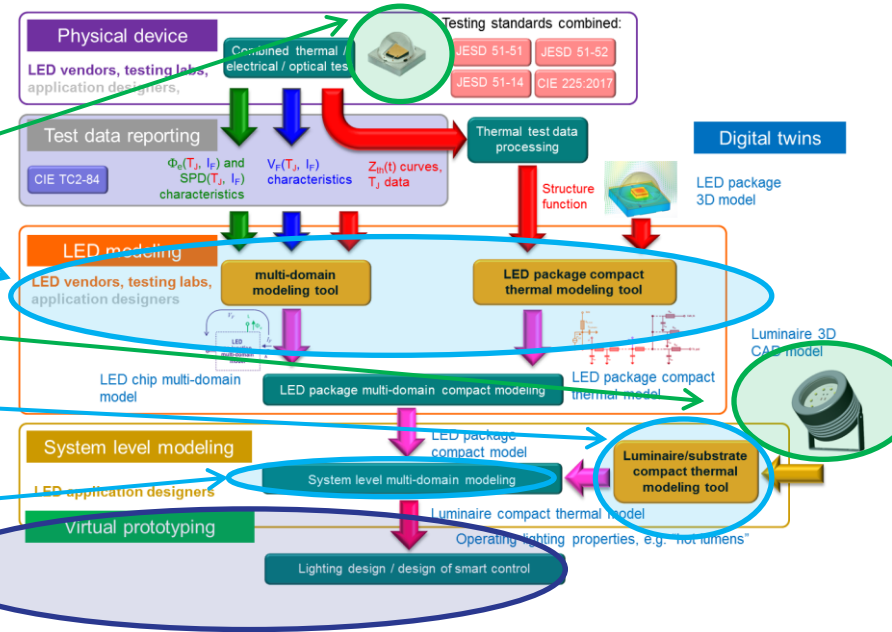 Testing standards combined:
Physical device
LED vendors, testing labs,
application designers,
Combined thermal /
electrical / optical test
JESD 51-51
JESD 51-52
JESD 51-14
CIE 225:2017
Test data reporting
CIE TC2-84
Φe(TJ, IF) and
SPD(TJ, IF)
characteristics
VF(TJ, IF)
characteristics
Zth(t) curves,
TJ data
Thermal test data
processing
Structure
function
Digital twins
LED package
3D model
LED modeling
LED vendors, testing labs,
application designers
multi-domain
modeling tool
LED package compact
thermal modeling tool
LED chip multi-domain
model
LED package multi-domain compact modeling
LED package compact
thermal model
Luminaire 3D
CAD model
System level modeling
LED application designers
LED package
compact model
System level multi-domain modeling
Luminaire/substrate
compact thermal
modeling tool
Luminaire compact thermal model
Virtual prototyping
Operating lighting properties, e.g. "hot lumens"
Lighting design / design of smart control